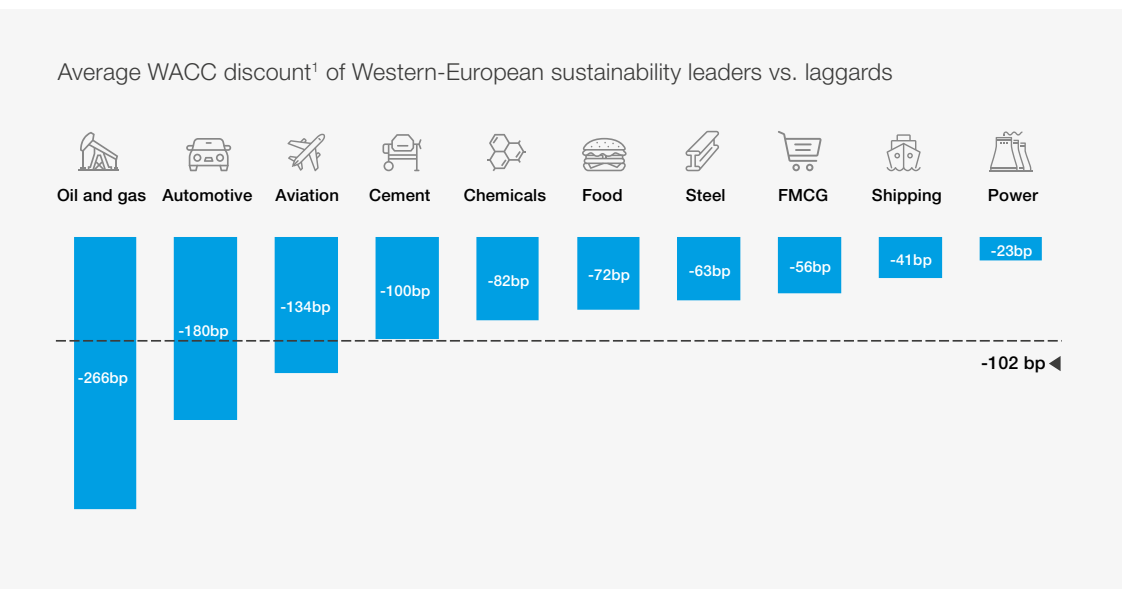 Average WACC discount¹ of Western-European sustainability leaders vs. laggards
Oil and gas Automotive Aviation Cement Chemicals Food Steel FMCG Shipping Power
-266bp -180bp -134bp -100bp -82bp -72bp -63bp -56bp -41bp -23bp
-102 bp